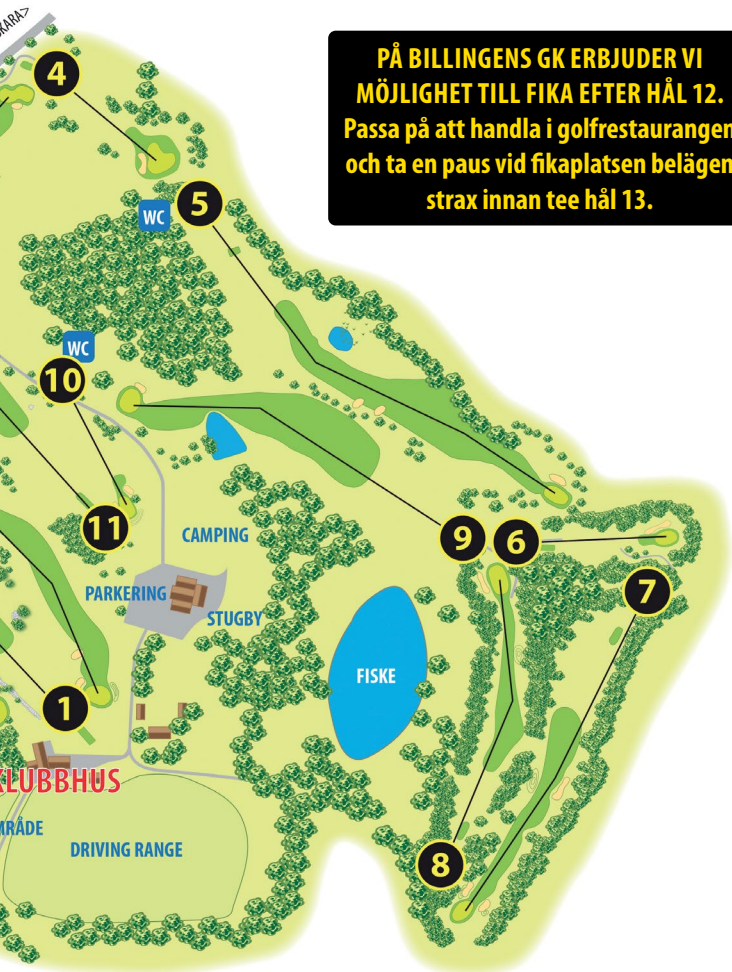 KARA>
4
PÅ BILLINGENS GK ERBJUDER VI
MÖJLIGHET TILL FIKA EFTER HÅL 12.
Passa på att handla i golfrestaurangen
och ta en paus vid fikaplatsen belägen
strax innan tee hål 13.
WC
5
WC
10
11
CAMPING
9
6
PARKERING
7
STUGBY
FISKE
1
KLUBBHUS
MRÅDE
DRIVING RANGE
8